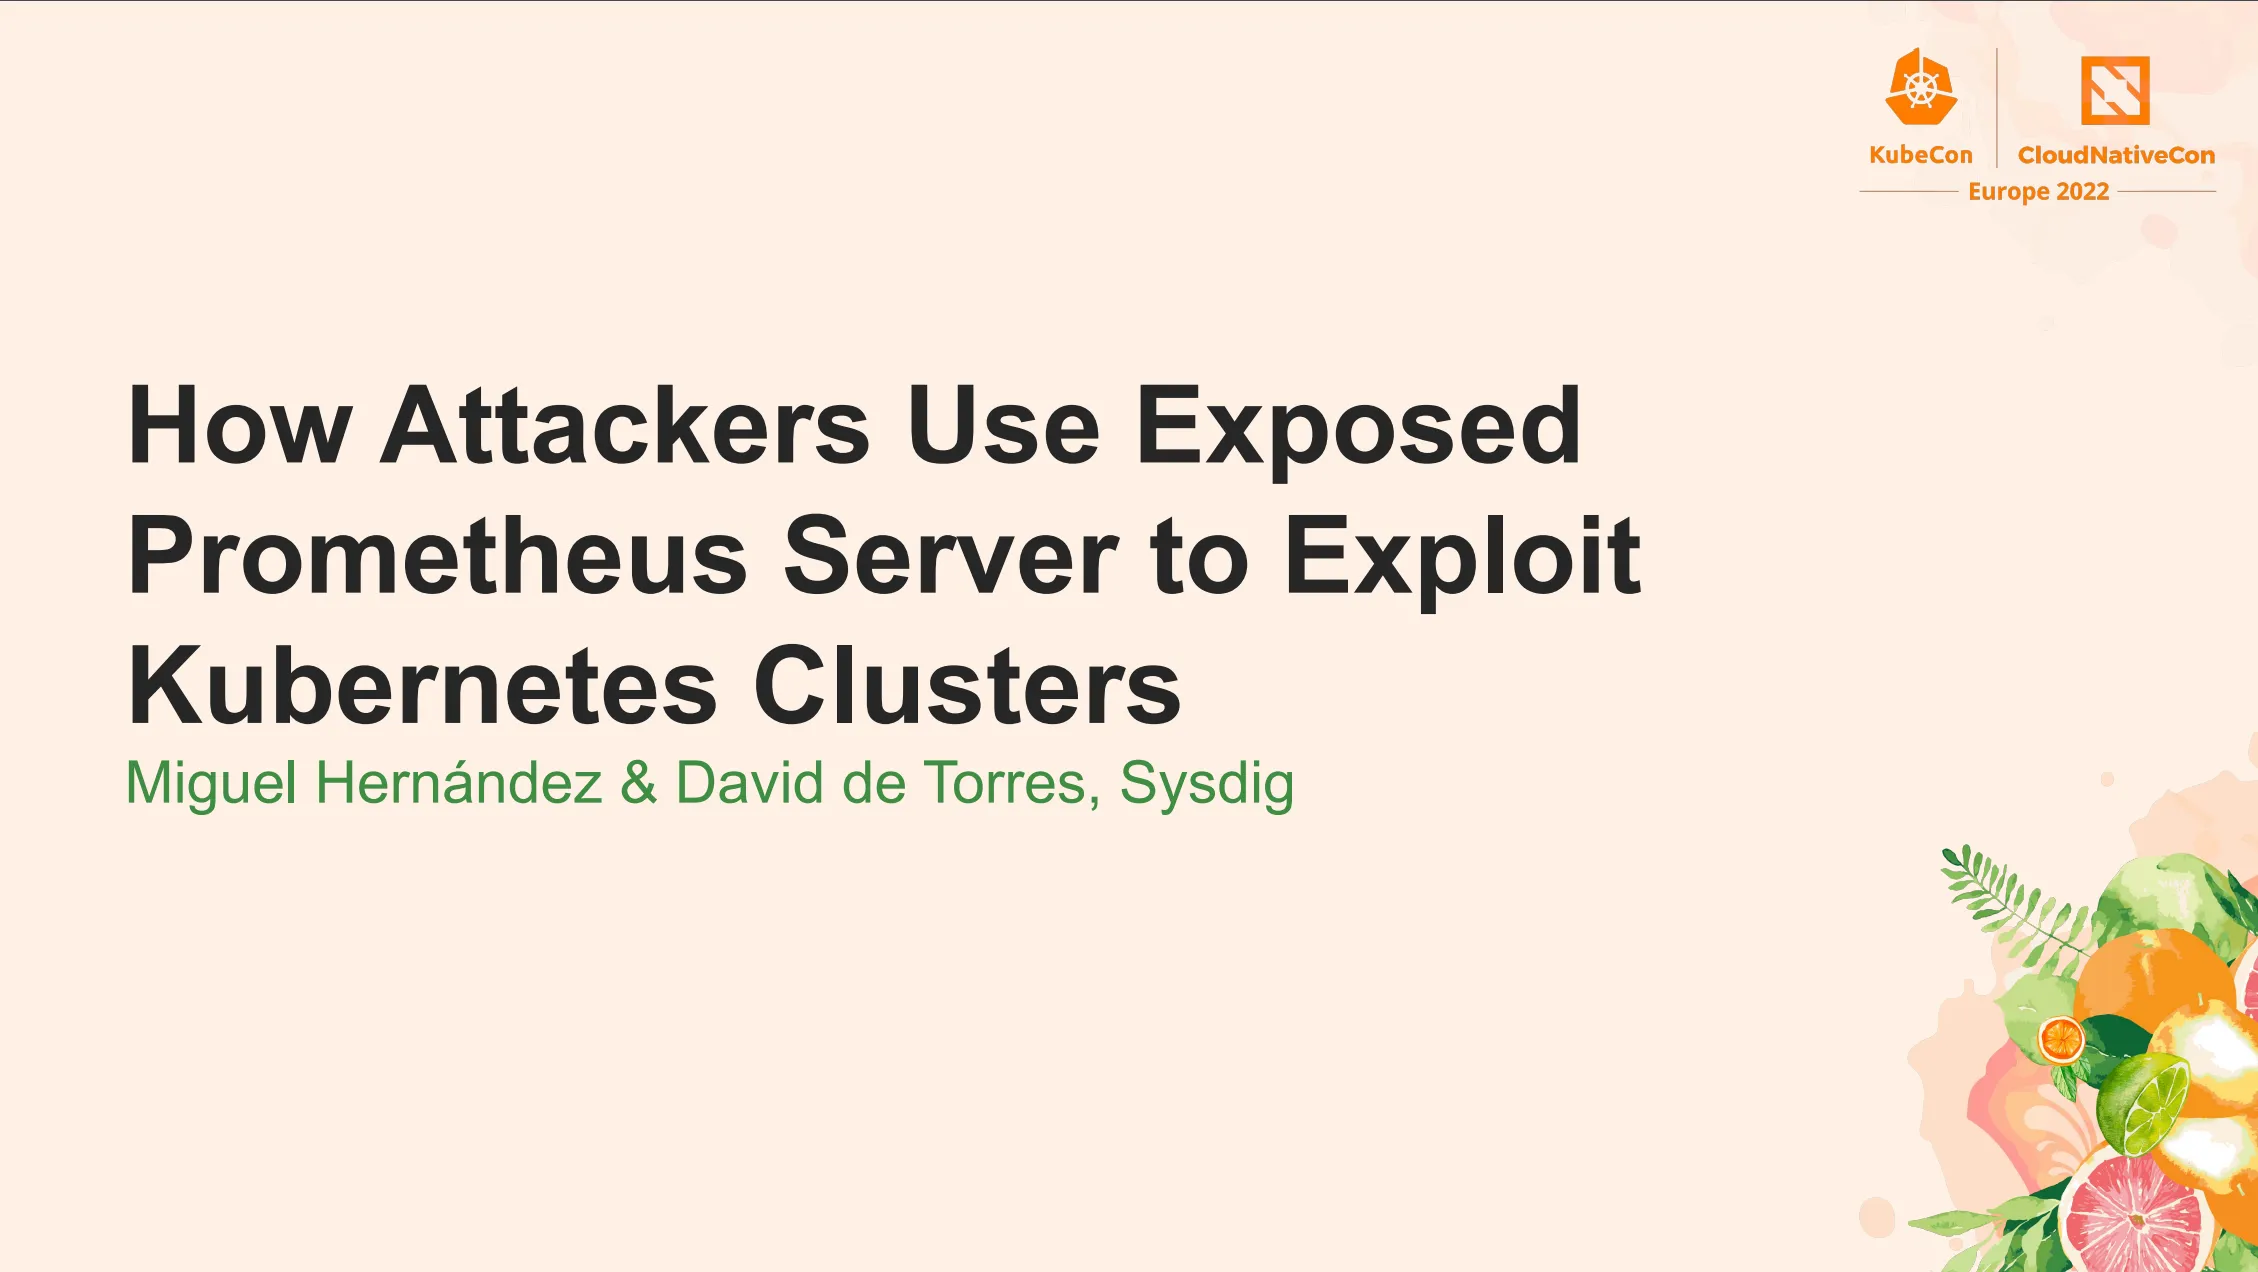 KubeCon
CloudNativeCon
Europe 2022
How Attackers Use Exposed
Prometheus Server to Exploit
Kubernetes Clusters
Miguel Hernández & David de Torres, Sysdig